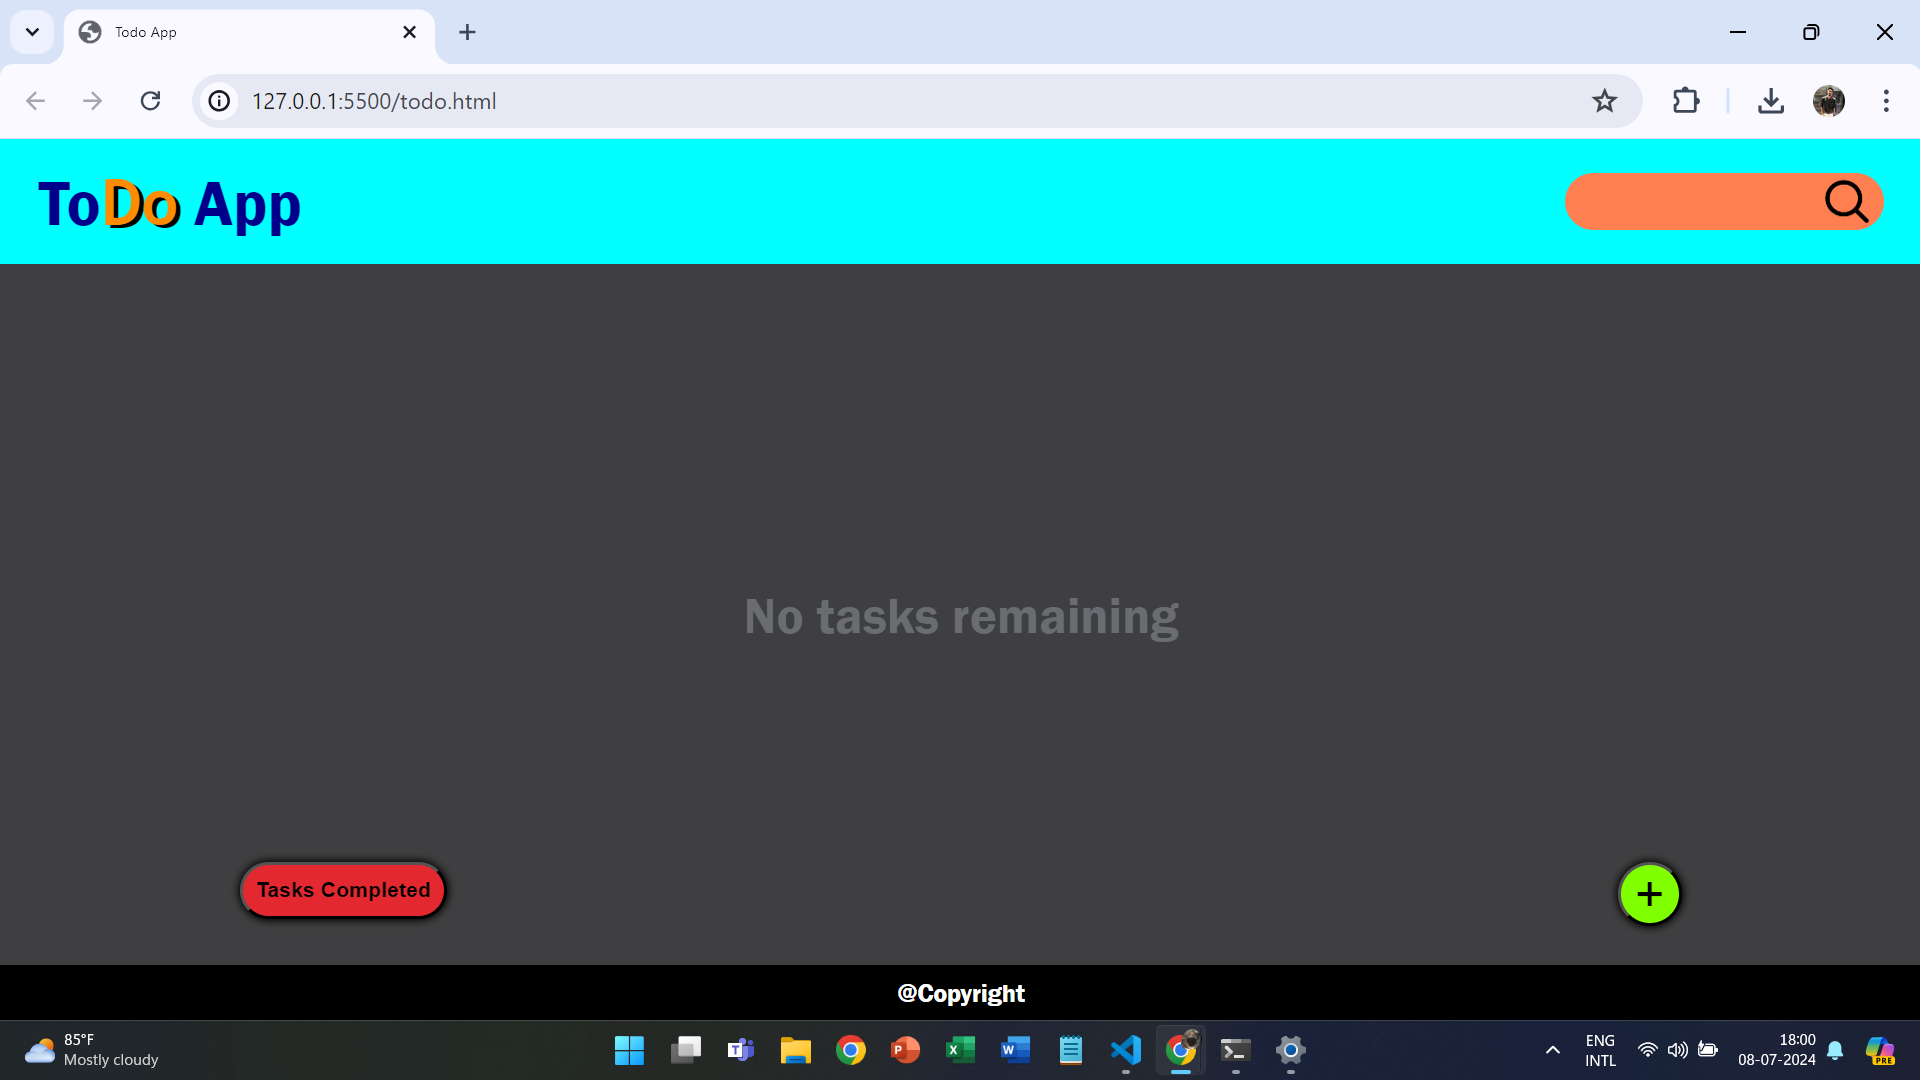 Todo App
127.0.0.1:5500/todo.html
ToDo App
No tasks remaining
Tasks Completed
+
@Copyright
85°F
Mostly cloudy
ENG
INTL
18:00
08-07-2024
PRE